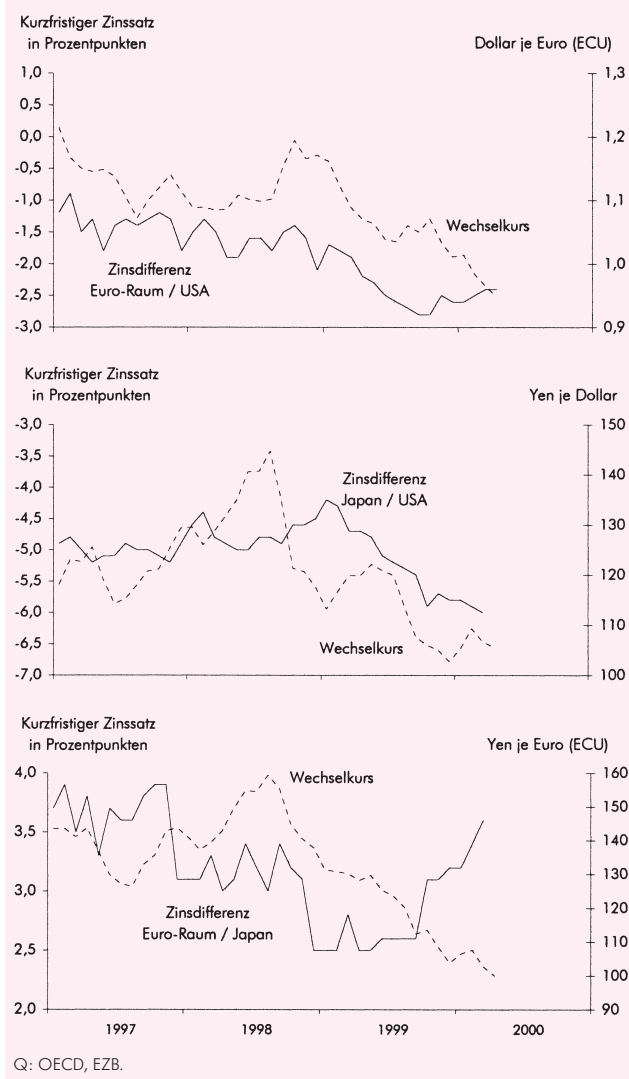 Kurzfristiger Zinssatz
in Prozentpunkten
Dollar je Euro (ECU)
1,0
0,5
0,0
-0,5
-1,0
-1,5
-2,0
-2,5
-3,0
1,3
1,2
1,1
1,0
0,9
Wechselkurs
Zinsdifferenz
Euro-Raum / USA
Kurzfristiger Zinssatz
in Prozentpunkten
Yen je Dollar
-3,0
-3,5
-4,0
-4,5
-5,0
-5,5
-6,0
-6,5
-7,0
150
140
130
120
110
100
Zinsdifferenz
Japan / USA
Wechselkurs
Kurzfristiger Zinssatz
in Prozentpunkten
Yen je Euro (ECU)
4,0
3,5
3,0
2,5
2,0
160
150
140
130
120
110
100
90
Wechselkurs
Zinsdifferenz
Euro-Raum / Japan
1997 1998 1999 2000
Q: OECD, EZB.